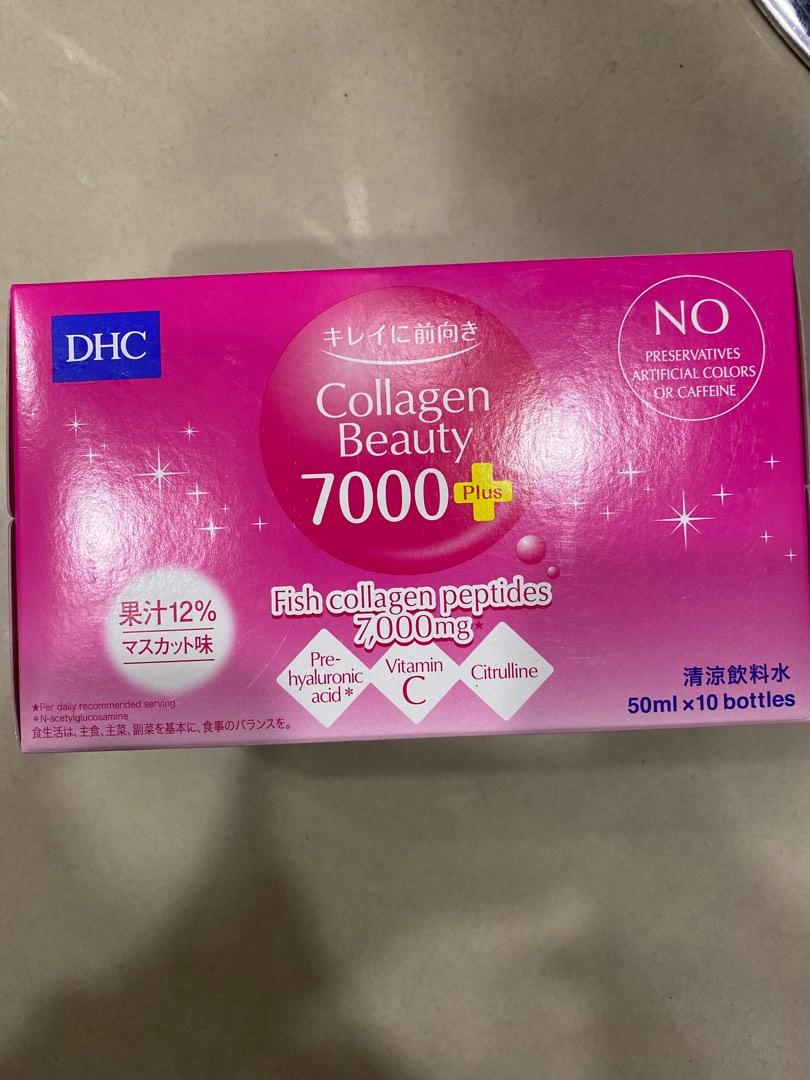 DHC
キレイに前向き
Collagen
Beauty
7000 Plus
NO
PRESERVATIVES
ARTIFICIAL COLORS
OR CAFFEINE
果汁12%
マスカット味
Fish collagen peptides
7,000mg★
Pre-
hyaluronic
acid*
Vitamin
C
Citrulline
清涼飲料水
50ml×10 bottles
★Per daily recommended serving
*N-acetylglucosamine
食生活は、主食、主菜、副菜を基本に、食事のバランスを。